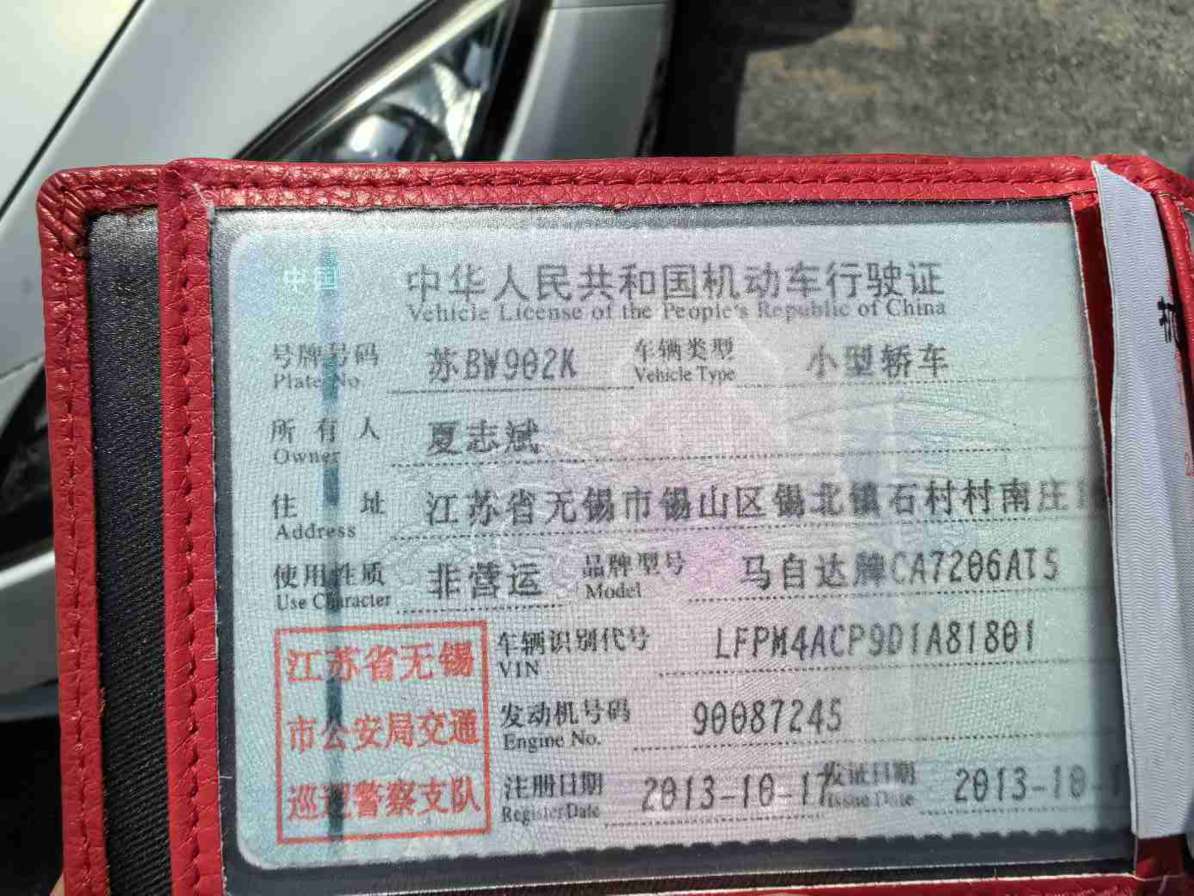 中国
中华人民共和国机动车行驶证
Vehicle License of the People's Republic of China
号牌号码 苏BW902K 车辆类型 小型轿车
Plate No. Vehicle Type
所有人 夏志斌
Owner
住址 江苏省无锡市锡山区锡北镇石村村南庄
Address
使用性质 非营运 品牌型号 马自达牌CA7206AT5
Use Character Model
江苏省无锡
市公安局交通
巡逻警察支队
车辆识别代号 LFPM4ACP9D1A81801
VIN
发动机号码 90087245
Engine No.
注册日期 2013-10-17 发证日期 2013-10-1
Register Date Issue Date